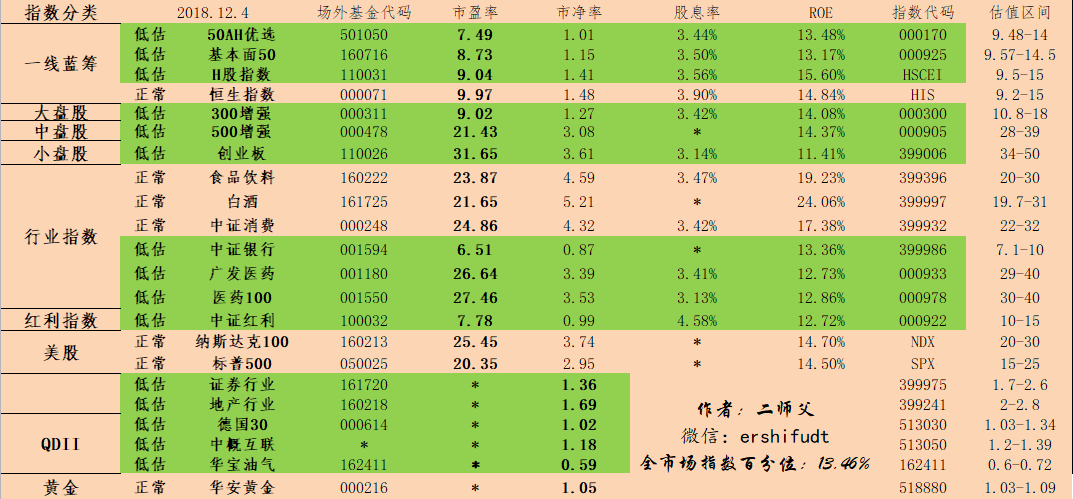 指数分类 2018.12.4 场外基金代码 市盈率 市净率 股息率 ROE 指数代码 估值区间
一线蓝筹
低估 50AH优选 501050 7.49 1.01 3.44% 13.48% 000170 9.48-14
低估 基本面50 160716 8.73 1.15 3.50% 13.17% 000925 9.57-14.5
低估 H股指数 110031 9.04 1.41 3.56% 15.60% HSCEI 9.5-15
正常 恒生指数 000071 9.97 1.48 3.90% 14.84% HIS 9.2-15
大盘股 低估 300增强 000311 9.02 1.27 3.42% 14.08% 000300 10.8-18
中盘股 低估 500增强 000478 21.43 3.08 * 14.37% 000905 28-39
小盘股 低估 创业板 110026 31.65 3.61 3.14% 11.41% 399006 34-50
行业指数
正常 食品饮料 160222 23.87 4.59 3.47% 19.23% 399396 20-30
正常 白酒 161725 21.65 5.21 * 24.06% 399997 19.7-31
正常 中证消费 000248 24.86 4.32 3.42% 17.38% 399932 22-32
低估 中证银行 001594 6.51 0.87 * 13.36% 399986 7.1-10
低估 广发医药 001180 26.64 3.39 3.41% 12.73% 000933 29-40
低估 医药100 001550 27.46 3.53 3.13% 12.86% 000978 30-40
红利指数 低估 中证红利 100032 7.78 0.99 4.58% 12.72% 000922 10-15
美股
正常 纳斯达克100 160213 25.45 3.74 * 14.70% NDX 20-30
正常 标普500 050025 20.35 2.95 * 14.50% SPX 15-25
低估 证券行业 161720 * 1.36 399975 1.7-2.6
低估 地产行业 160218 * 1.69 399241 2-2.8
QDII
低估 德国30 000614 * 1.02 513030 1.03-1.34
低估 中概互联 * * 1.18 513050 1.2-1.39
低估 华宝油气 162411 * 0.59 162411 0.6-0.72
作者：二师父
微信：ershifudt
全市场指数百分位：13.46%
黄金 正常 华安黄金 000216 * 1.05 518880 1.03-1.09